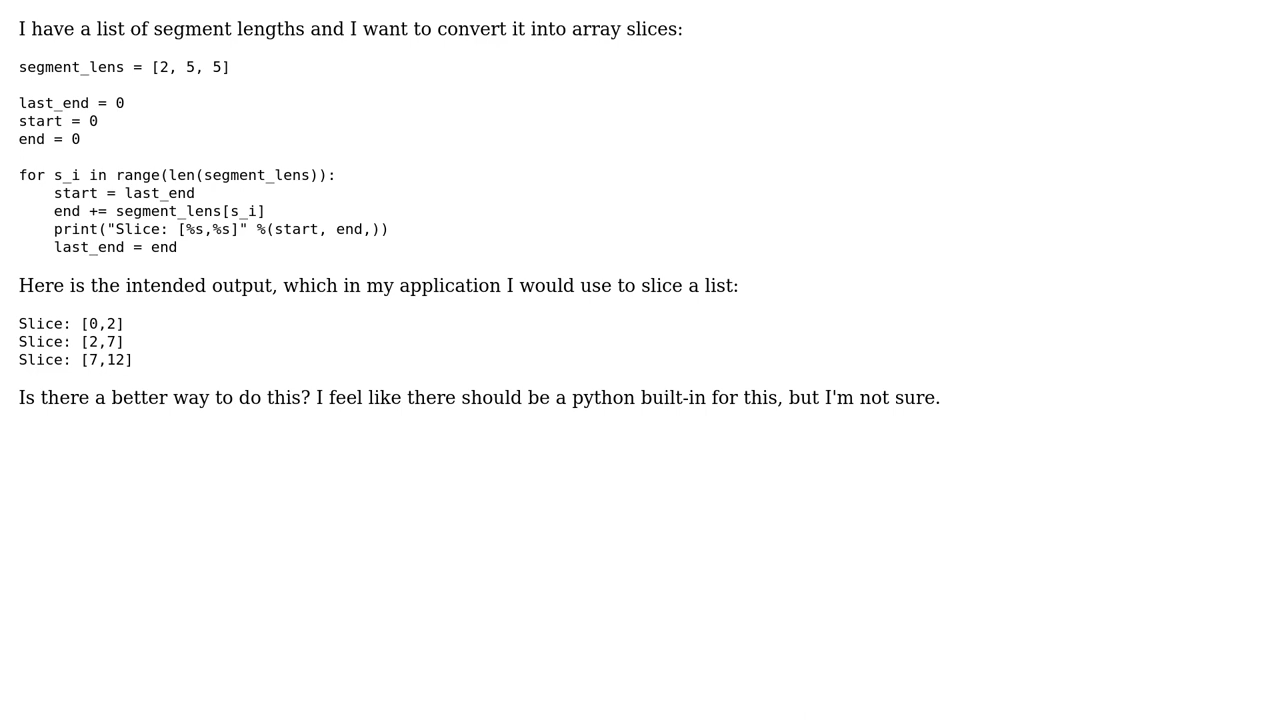 I have a list of segment lengths and I want to convert it into array slices:
segment_lens = [2, 5, 5]
last_end = 0
start = 0
end = 0
for s_i in range(len(segment_lens)):
    start = last_end
    end += segment_lens[s_i]
    print("Slice: [%s,%s]" %(start, end,))
    last_end = end
Here is the intended output, which in my application I would use to slice a list:
Slice: [0,2]
Slice: [2,7]
Slice: [7,12]
Is there a better way to do this? I feel like there should be a python built-in for this, but I'm not sure.